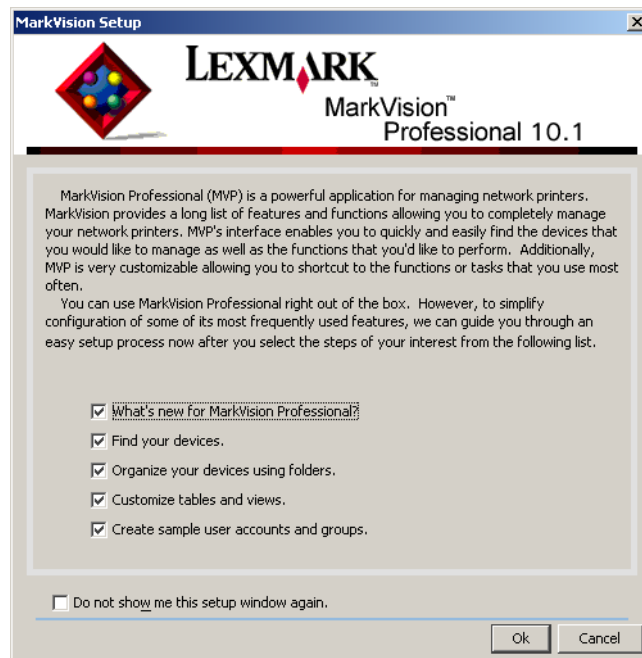 MarkVision Setup
LEXMARK
MarkVision™
Professional 10.1
MarkVision Professional (MVP) is a powerful application for managing network printers.
MarkVision provides a long list of features and functions allowing you to completely manage
your network printers. MVP's interface enables you to quickly and easily find the devices that
you would like to manage as well as the functions that you'd like to perform. Additionally,
MVP is very customizable allowing you to shortcut to the functions or tasks that you use most
often.
You can use MarkVision Professional right out of the box. However, to simplify
configuration of some of its most frequently used features, we can guide you through an
easy setup process now after you select the steps of your interest from the following list.
What's new for MarkVision Professional?
Find your devices.
Organize your devices using folders.
Customize tables and views.
Create sample user accounts and groups.
Do not show me this setup window again.
Ok Cancel